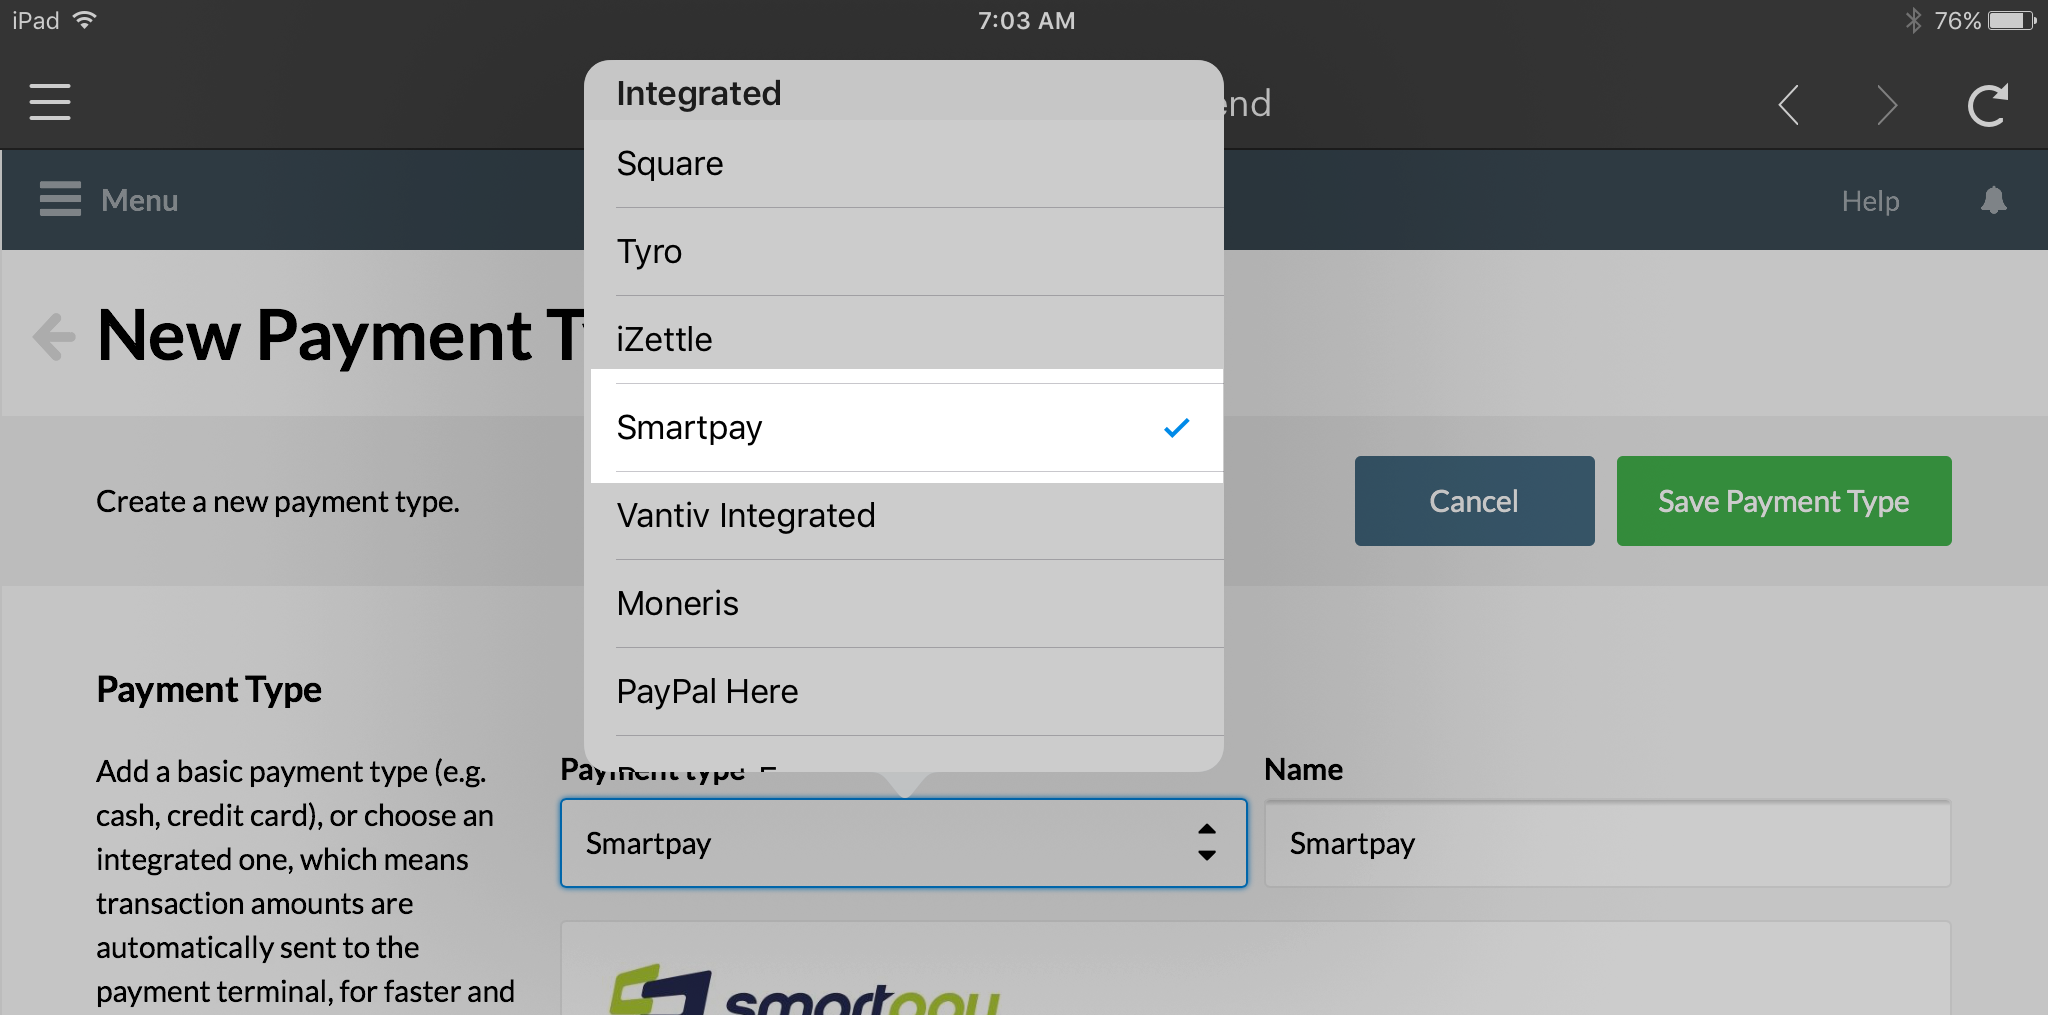 iPad
7:03 AM
76%
Integrated
end
Square
Menu
Help
Tyro
New Payment T
iZettle
Smartpay
Create a new payment type.
Cancel
Save Payment Type
Vantiv Integrated
Moneris
PayPal Here
Payment Type
Add a basic payment type (e.g.
cash, credit card), or choose an
integrated one, which means
transaction amounts are
automatically sent to the
payment terminal, for faster and
Payment type
Smartpay
Name
Smartpay
smartpay